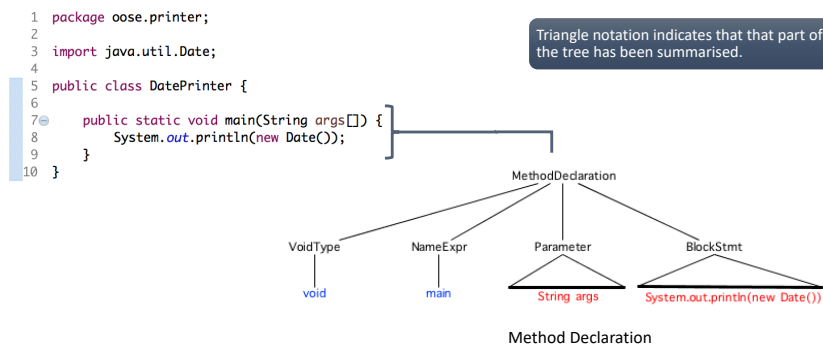 1 package oose.printer;
2
3 import java.util.Date;
4
5 public class DatePrinter {
6
7 public static void main(String args[]) {
8 System.out.println(new Date());
9 }
10 }
Triangle notation indicates that that part of
the tree has been summarised.
MethodDeclaration
VoidType NameExpr Parameter BlockStmt
void main String args System.out.println(new Date())
Method Declaration